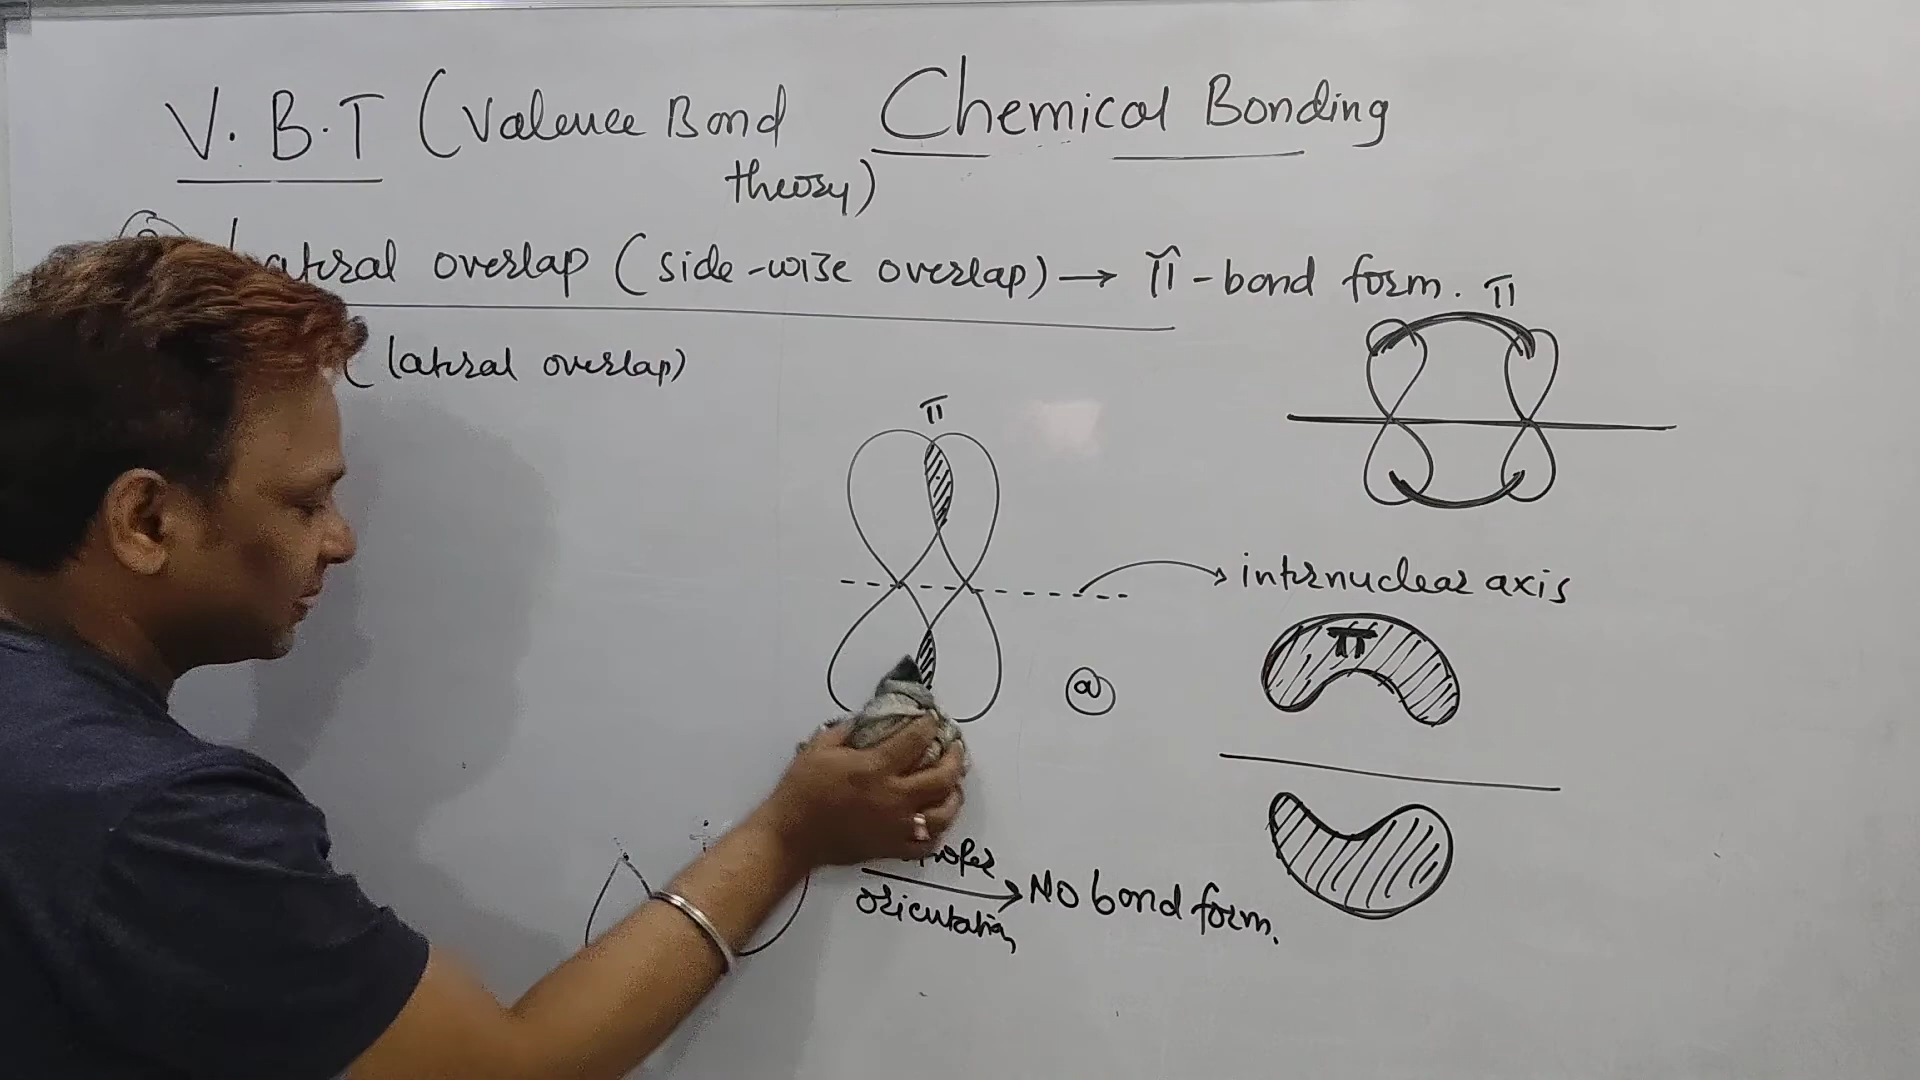 V.B.T (Valence Bond theory)
Chemical Bonding
overlap (side-wise overlap) → π-bond form.
π
(lateral overlap)
π
internuclear axis
π
a
orientation
No bond form.